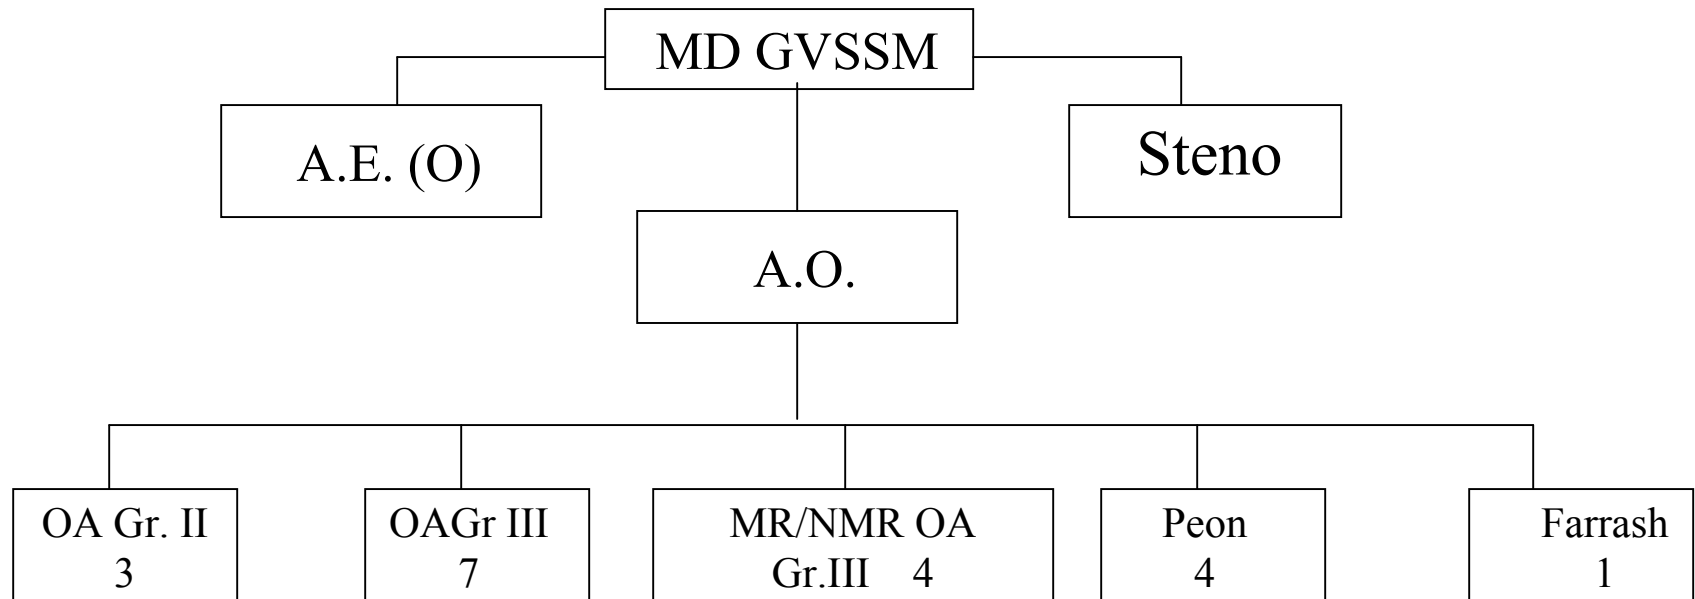 MD GVSSM
A.E. (O)
Steno
A.O.
OA Gr. II
3
OAGr III
7
MR/NMR OA
Gr.III 4
Peon
4
Farrash
1